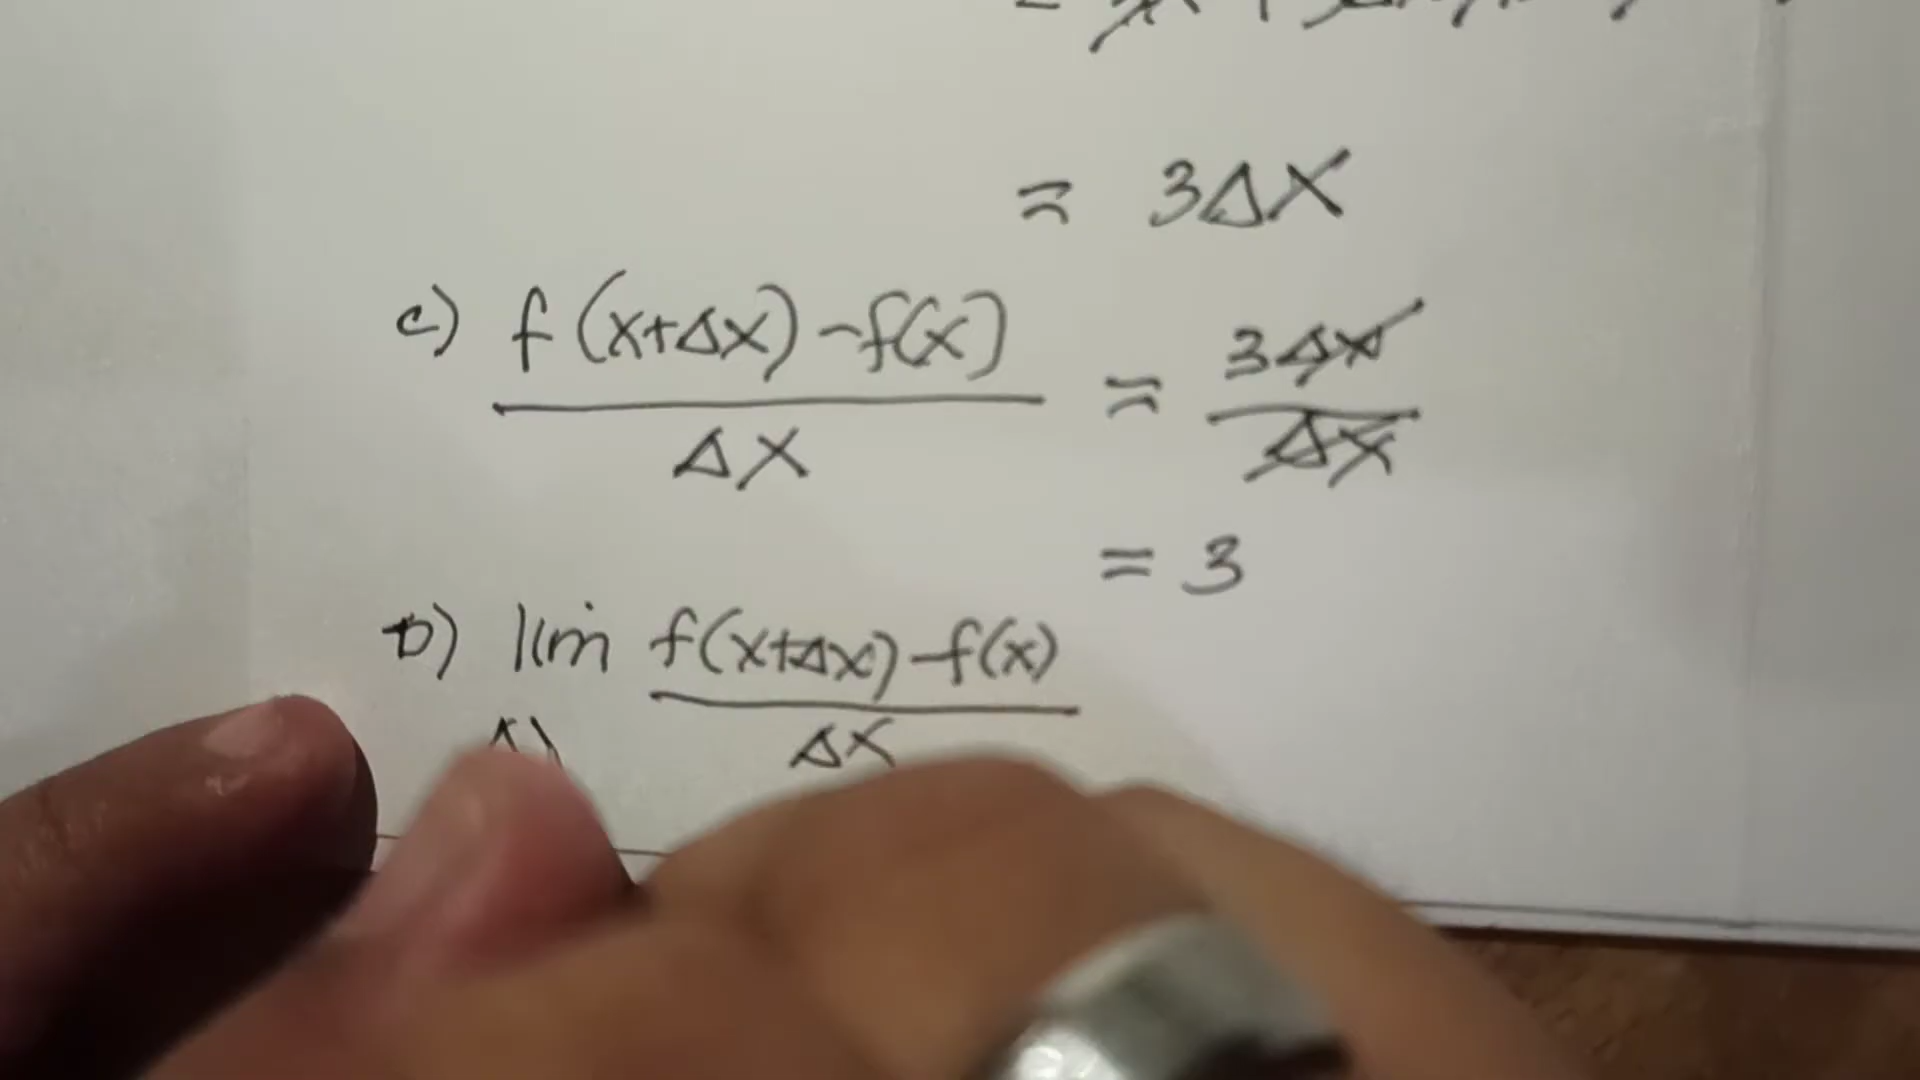 = 3Δx
c) f(x+Δx)-f(x) = 3Δx
Δx Δx
= 3
D) lim f(x+Δx)-f(x)
Δx